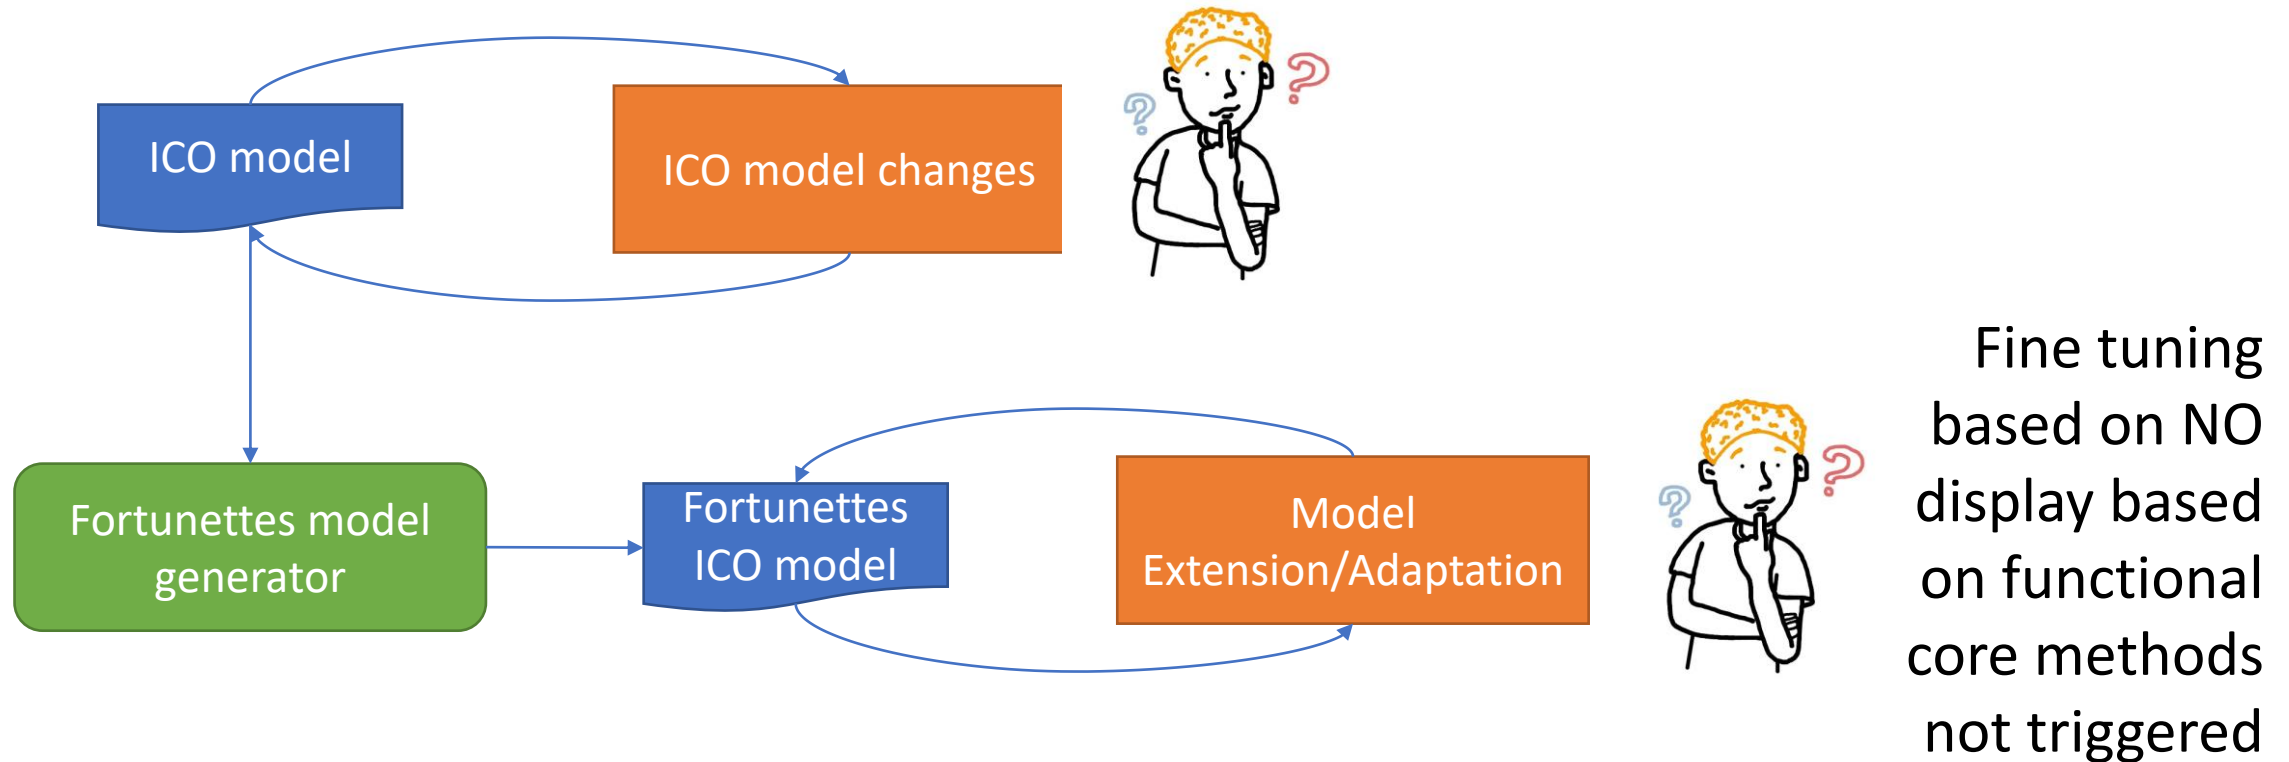 ICO model
ICO model changes
?
?
Fortunettes model
generator
Fortunettes
ICO model
Model
Extension/Adaptation
?
?
Fine tuning
based on NO
display based
on functional
core methods
not triggered